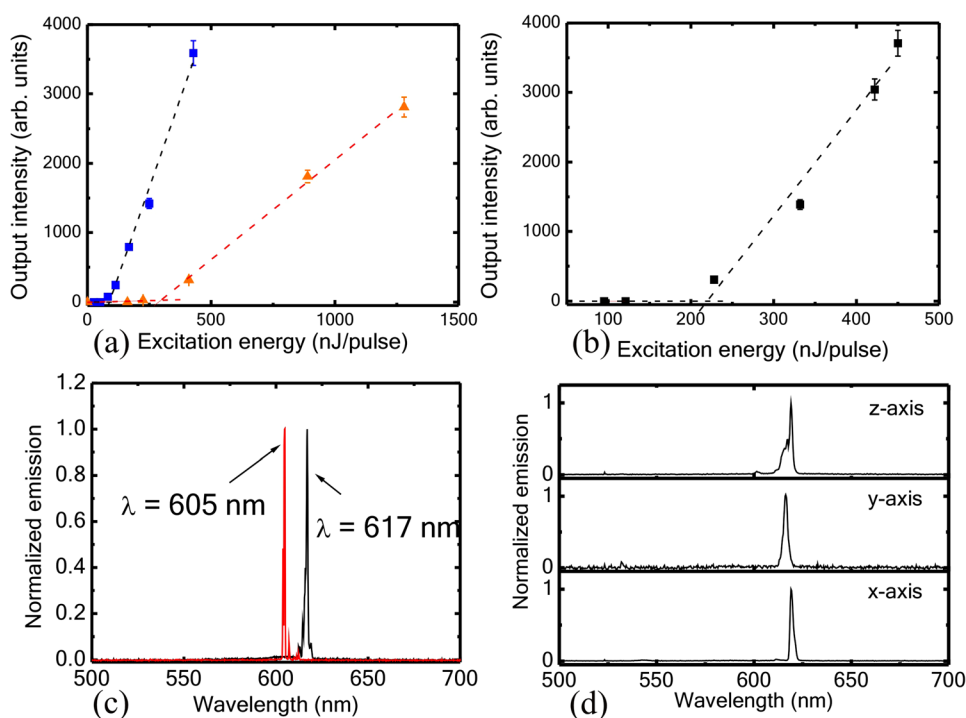 4000
3000
2000
1000
0
Output intensity (arb. units)
0
500
1000
1500
(a)
Excitation energy (nJ/pulse)
4000
3000
2000
1000
0
Output intensity (arb. units)
100
200
300
400
500
(b)
Excitation energy (nJ/pulse)
1.2
1.0
0.8
0.6
0.4
0.2
0.0
Normalized emission
λ = 605 nm
λ = 617 nm
500
550
600
650
700
(c)
Wavelength (nm)
Normalized emission
1
0
z-axis
1
0
y-axis
1
0
x-axis
500
550
600
650
700
(d)
Wavelength (nm)